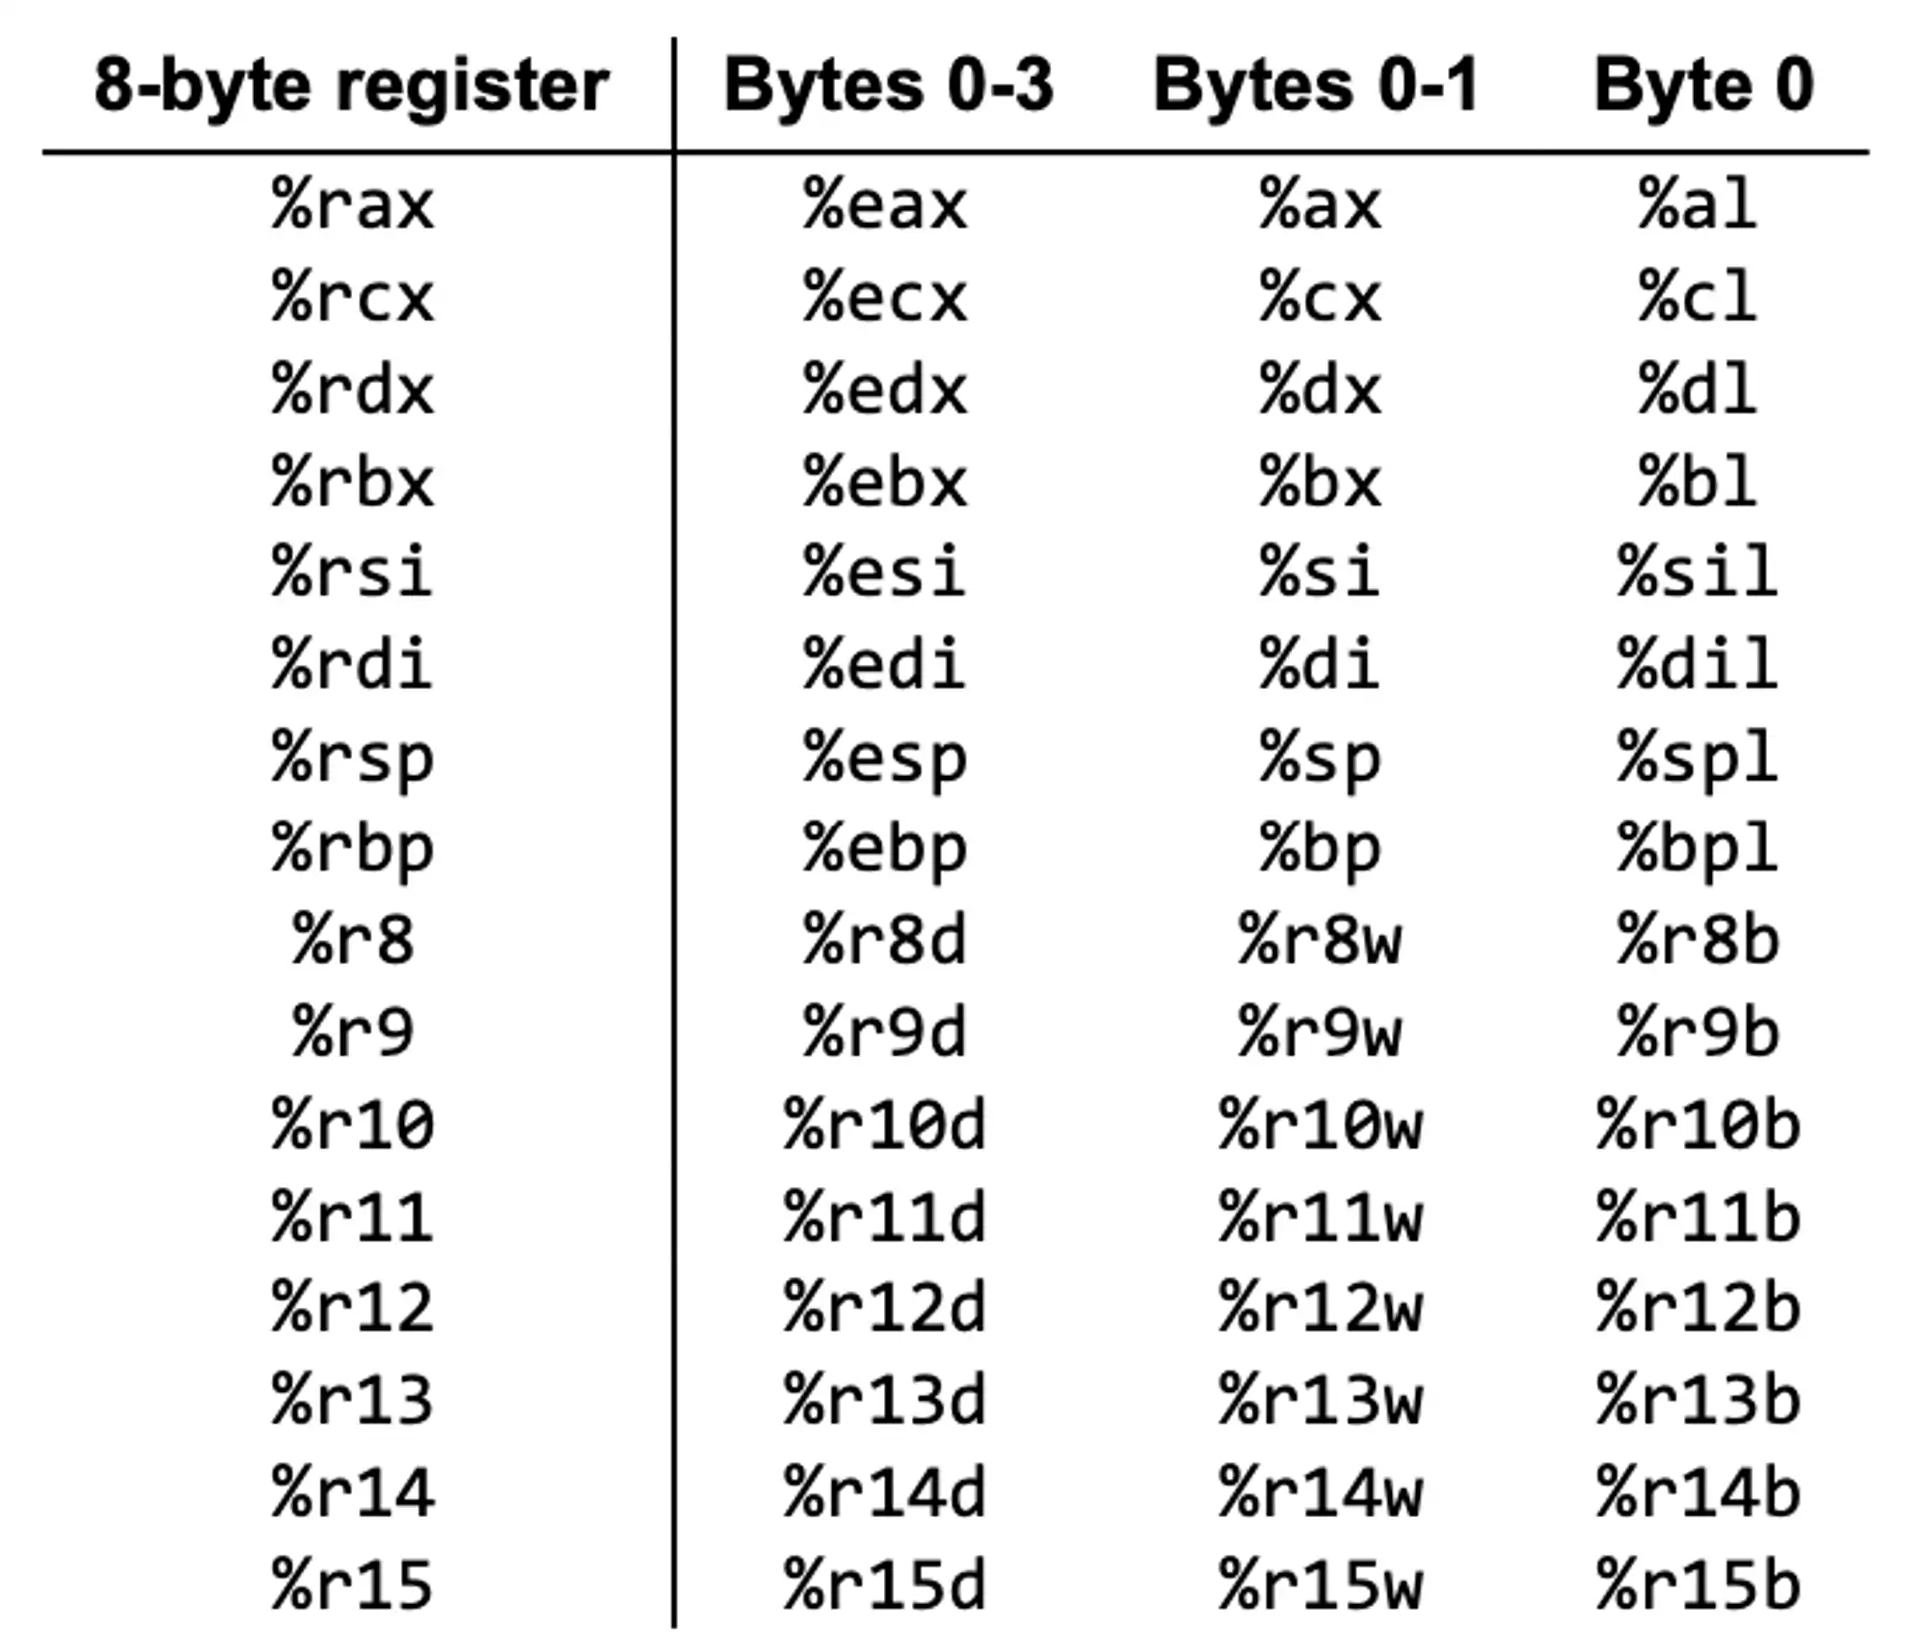 8-byte register Bytes 0-3 Bytes 0-1 Byte 0
%rax %eax %ax %al
%rcx %ecx %cx %cl
%rdx %edx %dx %dl
%rbx %ebx %bx %bl
%rsi %esi %si %sil
%rdi %edi %di %dil
%rsp %esp %sp %spl
%rbp %ebp %bp %bpl
%r8 %r8d %r8w %r8b
%r9 %r9d %r9w %r9b
%r10 %r10d %r10w %r10b
%r11 %r11d %r11w %r11b
%r12 %r12d %r12w %r12b
%r13 %r13d %r13w %r13b
%r14 %r14d %r14w %r14b
%r15 %r15d %r15w %r15b